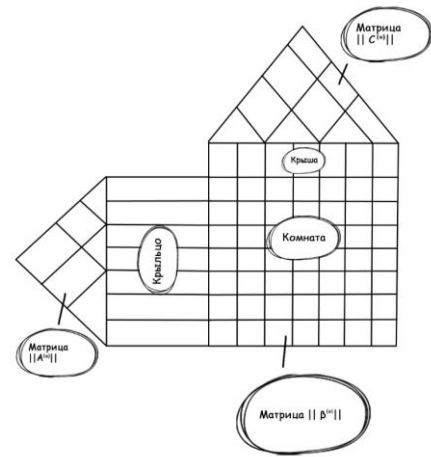 Матрица
|| C⁽ᵘ⁾||
Крыша
Комната
Крыльцо
Матрица
||A⁽ᵘ⁾||
Матрица || β⁽ᵘ⁾||